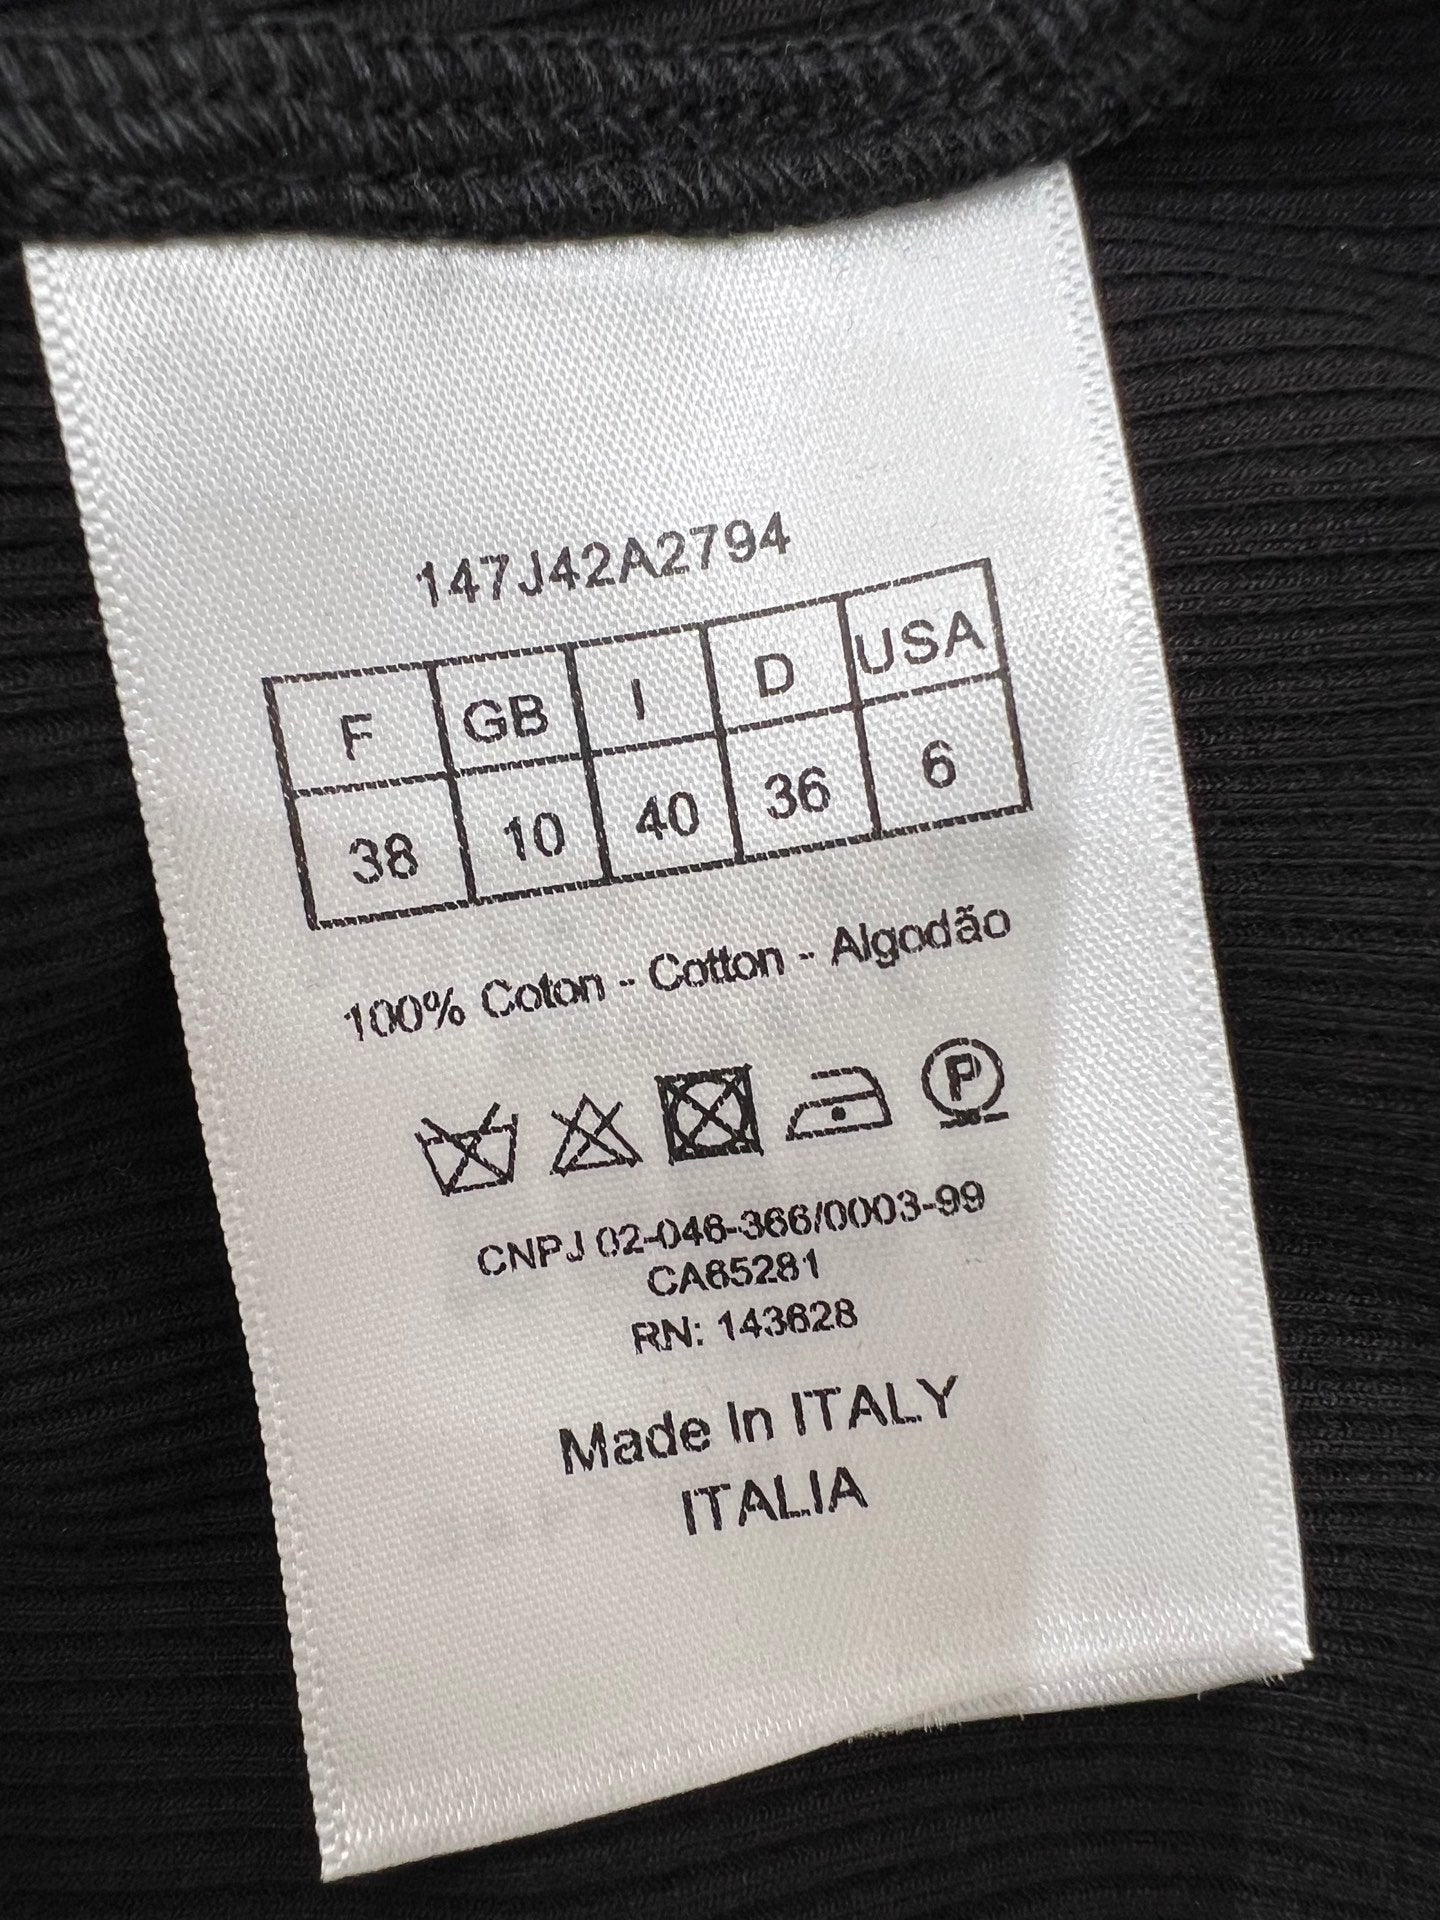 147J42A2794
F GB I D USA
38 10 40 36 6
100% Coton - Cotton - Algodão
P
CNPJ 02-046-366/0003-99
CA65281
RN: 143628
Made In ITALY
ITALIA